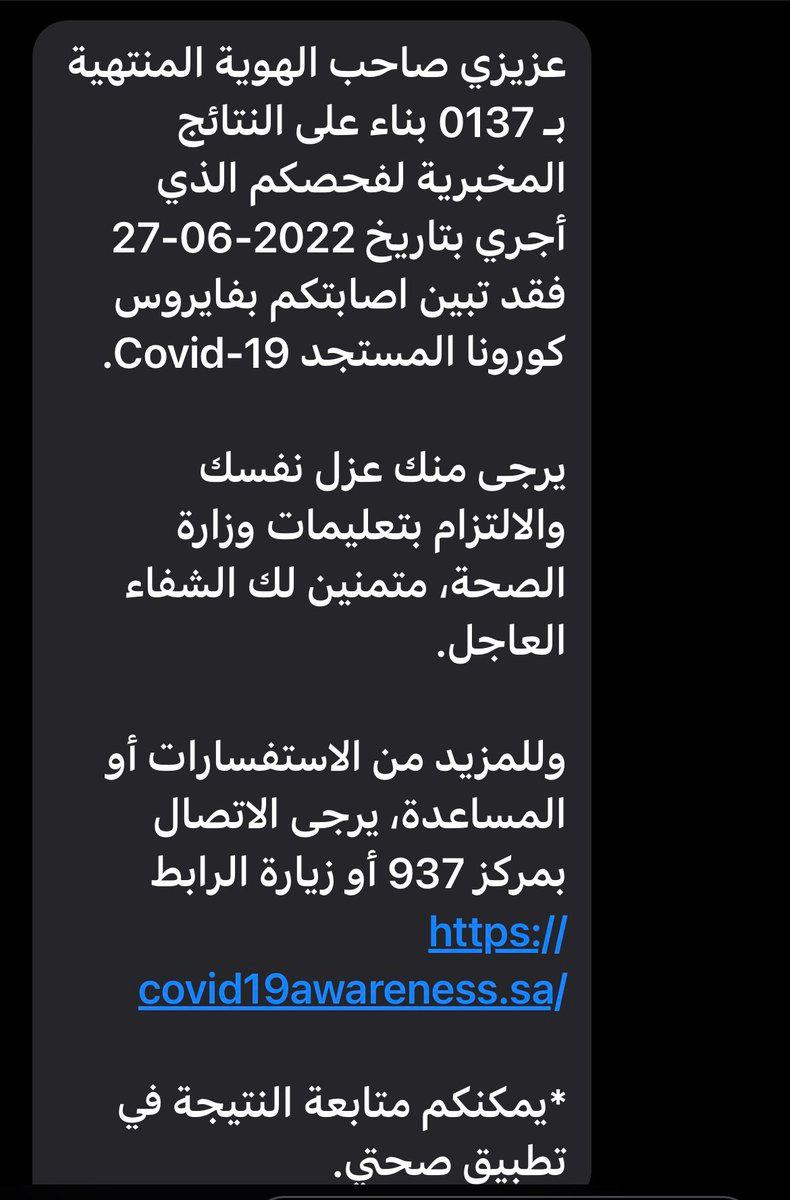 عزيزي صاحب الهوية المنتهية
بـ 0137 بناء على النتائج
المخبرية لفحصكم الذي
أجري بتاريخ 2022-06-27
فقد تبين اصابتكم بفايروس
كورونا المستجد Covid-19.
يرجى منك عزل نفسك
والالتزام بتعليمات وزارة
الصحة، متمنين لك الشفاء
العاجل.
وللمزيد من الاستفسارات أو
المساعدة، يرجى الاتصال
بمركز 937 أو زيارة الرابط
https://
covid19awareness.sa/
*يمكنكم متابعة النتيجة في
تطبيق صحتي.